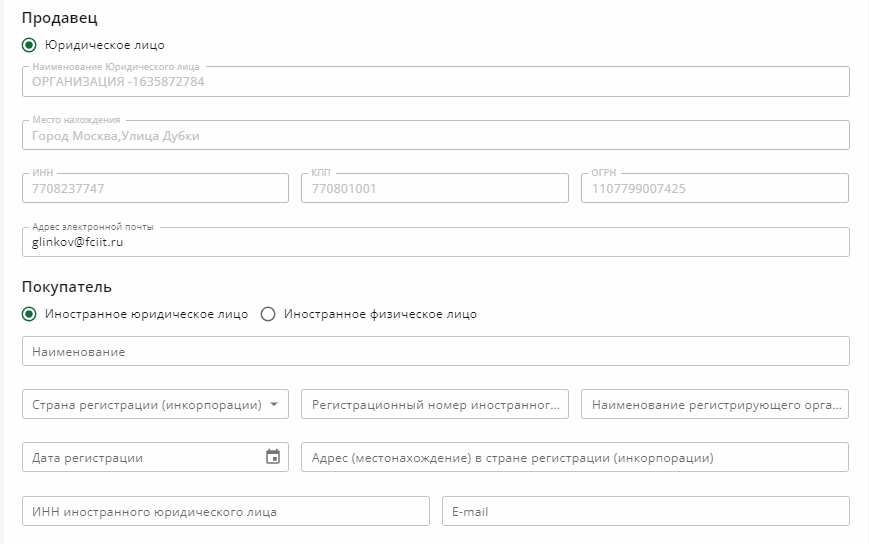 Продавец
Юридическое лицо
Наименование Юридического лица
ОРГАНИЗАЦИЯ -1635872784
Место нахождения
Город Москва,Улица Дубки
ИНН КПП ОГРН
7708237747 770801001 1107799007425
Адрес электронной почты
glinkov@fciit.ru
Покупатель
Иностранное юридическое лицо Иностранное физическое лицо
Наименование
Страна регистрации (инкорпорации) Регистрационный номер иностранног... Наименование регистрирующего орга...
Дата регистрации Адрес (местонахождение) в стране регистрации (инкорпорации)
ИНН иностранного юридического лица E-mail